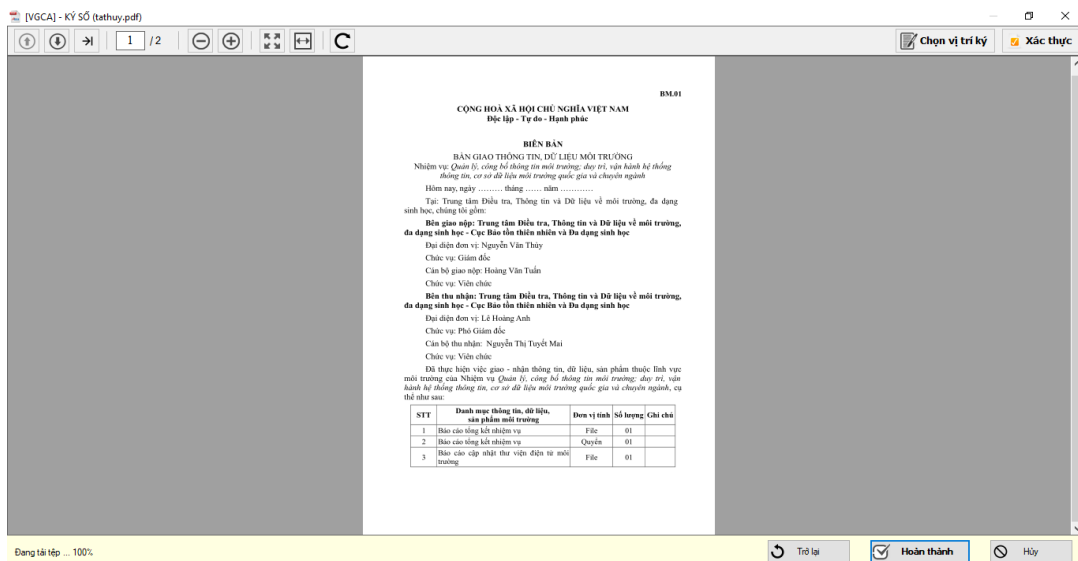 [VGCA] - KÝ SỐ (tathuy.pdf)
1 /2
Chọn vị trí ký
Xác thực
BM.01
CỘNG HOÀ XÃ HỘI CHỦ NGHĨA VIỆT NAM
Độc lập - Tự do - Hạnh phúc
BIÊN BẢN
BÀN GIAO THÔNG TIN, DỮ LIỆU MÔI TRƯỜNG
Nhiệm vụ: Quản lý, công bố thông tin môi trường; duy trì, vận hành hệ thống
thông tin, cơ sở dữ liệu môi trường quốc gia và chuyên ngành
Hôm nay, ngày ……… tháng …… năm …………
Tại: Trung tâm Điều tra, Thông tin và Dữ liệu về môi trường, đa dạng
sinh học, chúng tôi gồm:
Bên giao nộp: Trung tâm Điều tra, Thông tin và Dữ liệu về môi trường,
đa dạng sinh học - Cục Bảo tồn thiên nhiên và Đa dạng sinh học
Đại diện đơn vị: Nguyễn Văn Thùy
Chức vụ: Giám đốc
Cán bộ giao nộp: Hoàng Văn Tuấn
Chức vụ: Viên chức
Bên thu nhận: Trung tâm Điều tra, Thông tin và Dữ liệu về môi trường,
đa dạng sinh học - Cục Bảo tồn thiên nhiên và Đa dạng sinh học
Đại diện đơn vị: Lê Hoàng Anh
Chức vụ: Phó Giám đốc
Cán bộ thu nhận: Nguyễn Thị Tuyết Mai
Chức vụ: Viên chức
Đã thực hiện việc giao - nhận thông tin, dữ liệu, sản phẩm thuộc lĩnh vực
môi trường của Nhiệm vụ Quản lý, công bố thông tin môi trường; duy trì, vận
hành hệ thống thông tin, cơ sở dữ liệu môi trường quốc gia và chuyên ngành, cụ
thể như sau:
STT Danh mục thông tin, dữ liệu, sản phẩm môi trường Đơn vị tính Số lượng Ghi chú
1 Báo cáo tổng kết nhiệm vụ File 01
2 Báo cáo tổng kết nhiệm vụ Quyển 01
3 Báo cáo cập nhật thư viện điện tử môi trường File 01
Đang tải tệp ... 100%
Trở lại
Hoàn thành
Hủy